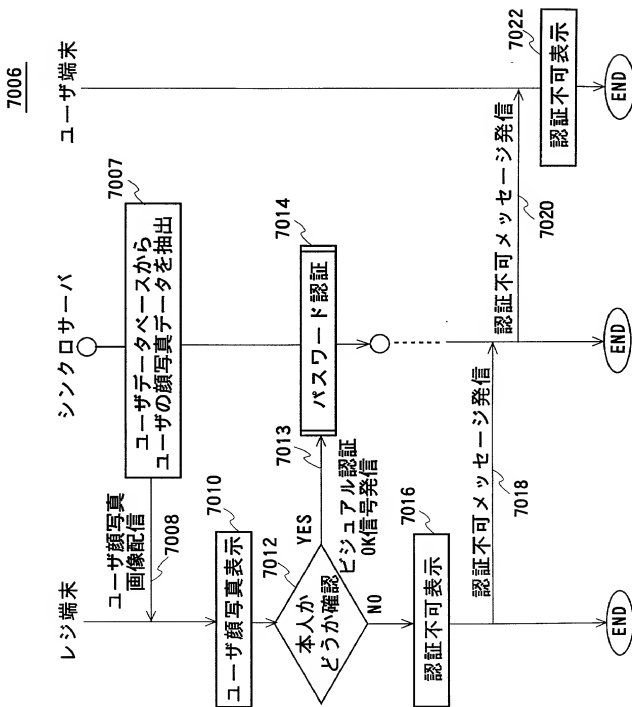 7006
レジ端末
シンクロサーバ
ユーザ端末
7007
ユーザデータベースから
ユーザの顔写真データを抽出
ユーザ顔写真
画像配信
7008
7010
ユーザ顔写真表示
7012
本人か
どうか確認
YES
7013
ビジュアル認証
OK信号発信
7014
パスワード認証
NO
7016
認証不可表示
認証不可メッセージ発信
7018
認証不可メッセージ発信
7020
7022
認証不可表示
END
END
END